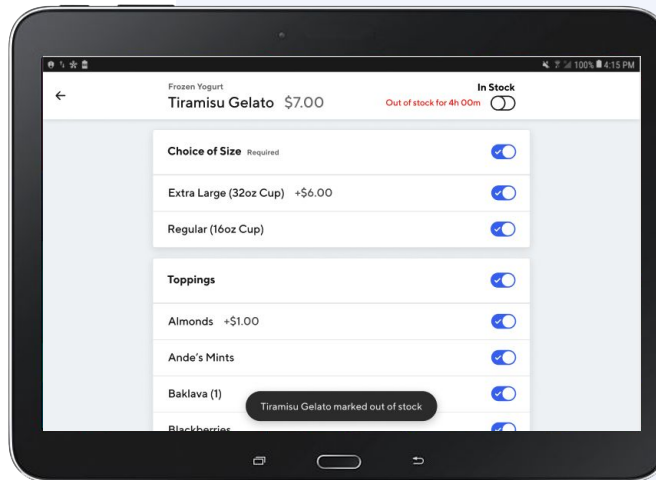 100% 4:15 PM
Frozen Yogurt
Tiramisu Gelato $7.00
In Stock
Out of stock for 4h 00m
Choice of Size Required
Extra Large (32oz Cup) +$6.00
Regular (16oz Cup)
Toppings
Almonds +$1.00
Ande's Mints
Baklava (1)
Tiramisu Gelato marked out of stock
Blackberries